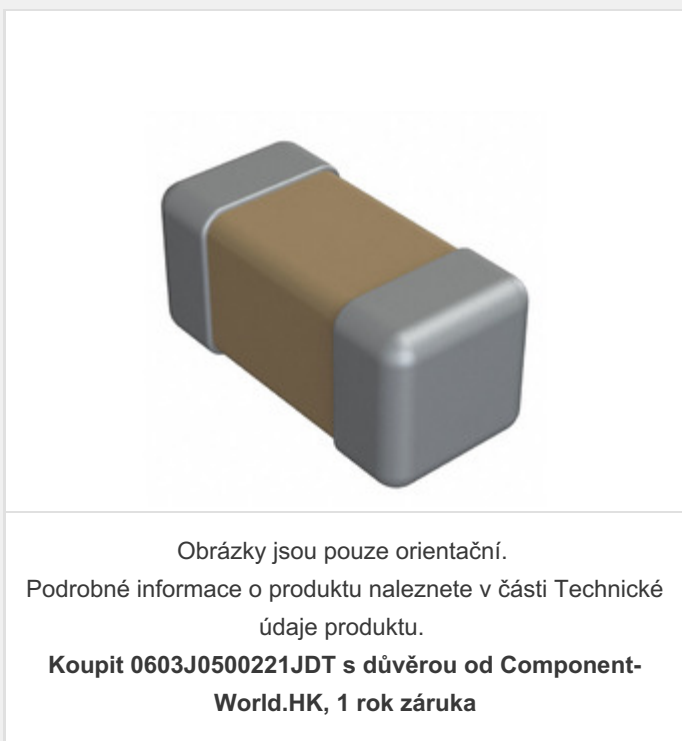 Obrázky jsou pouze orientační.
Podrobné informace o produktu naleznete v části Technické
údaje produktu.
Koupit 0603J0500221JDT s důvěrou od Component-
World.HK, 1 rok záruka